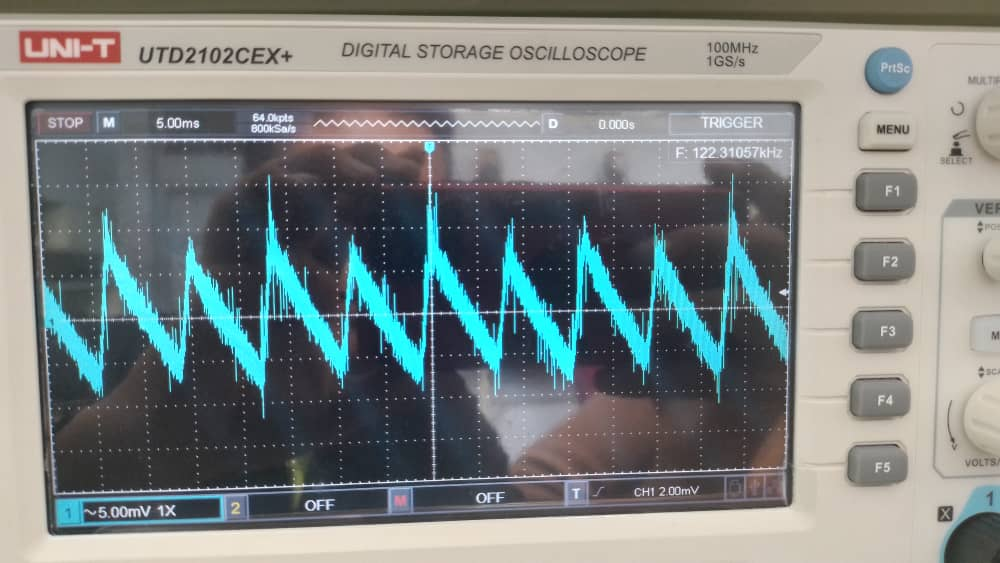 UNI-T UTD2102CEX+ DIGITAL STORAGE OSCILLOSCOPE 100MHz
1GS/s
PrtSc
STOP M 5.00ms 64.0kpts
800kSa/s
D 0.000s TRIGGER
F: 122.31057kHz
MENU
SELECT
F1
F2
F3
F4
F5
1 ~5.00mV 1X 2 OFF M OFF T CH1 2.00mV
VOLTS/
X
1